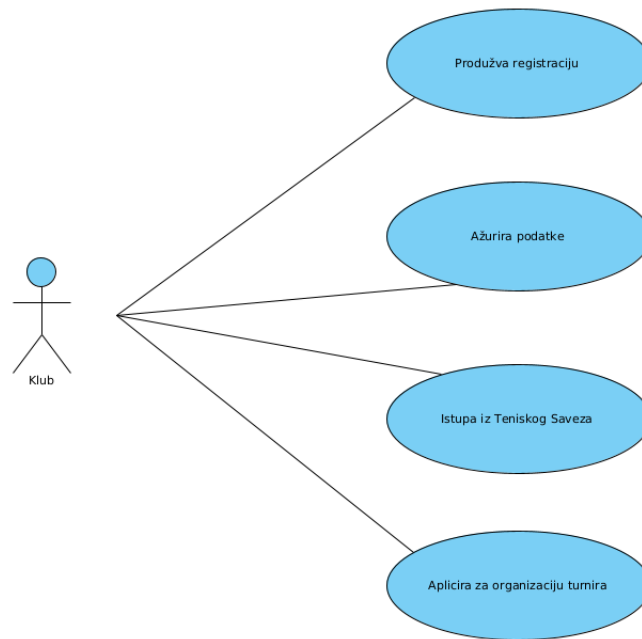 Produžva registraciju
Ažurira podatke
Klub
Istupa iz Teniskog Saveza
Aplicira za organizaciju turnira